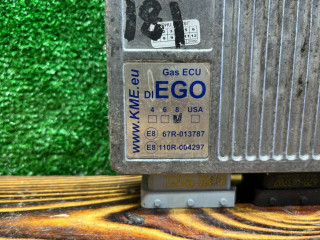 181
Gas ECU
www.KME.eu
DiEGO
4 6 8 USA
E8 67R-013787
E8 110R-004297